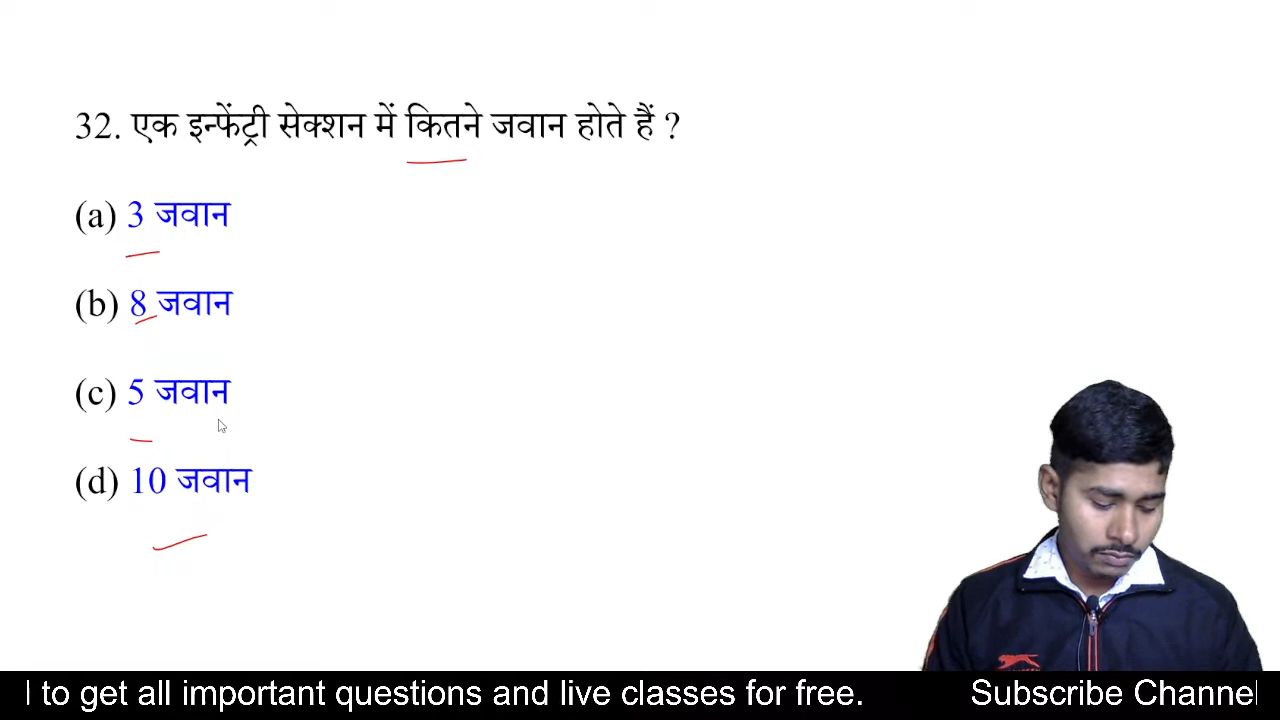 32. एक इन्फेंट्री सेक्शन में कितने जवान होते हैं ?
(a) 3 जवान
(b) 8 जवान
(c) 5 जवान
(d) 10 जवान
to get all important questions and live classes for free. Subscribe Channel